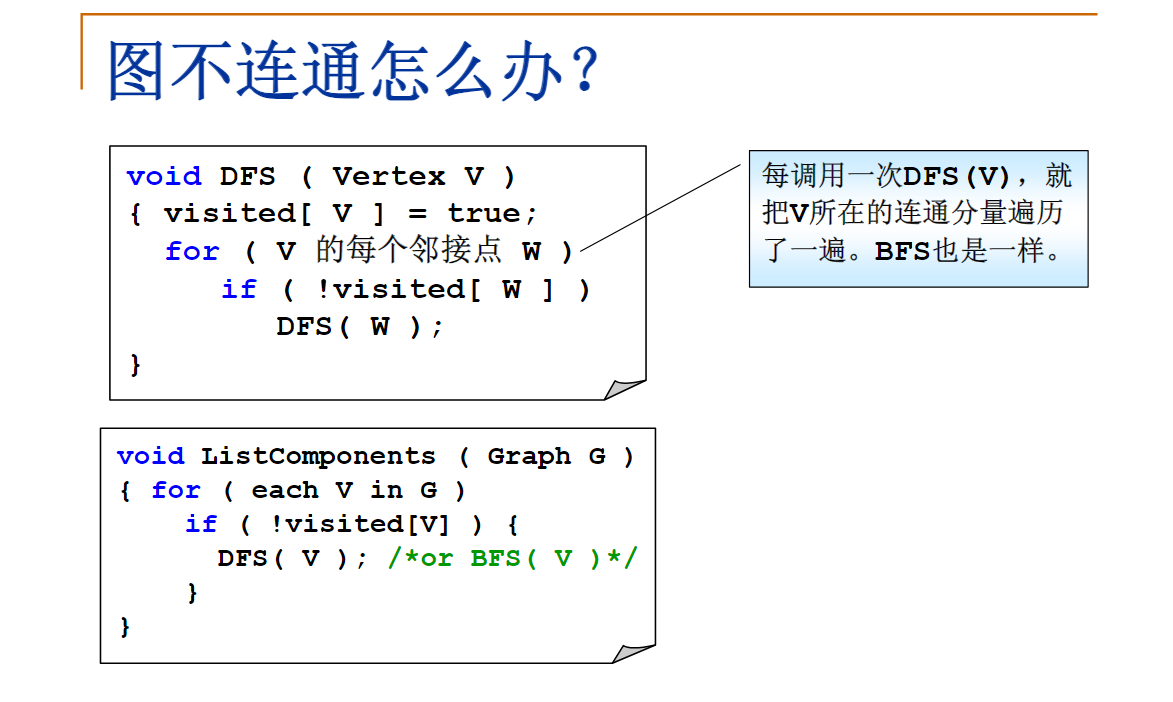 图不连通怎么办？
void DFS ( Vertex V )
{ visited[ V ] = true;
for ( V 的每个邻接点 W )
if ( !visited[ W ] )
DFS( W );
}
每调用一次DFS(V)，就
把V所在的连通分量遍历
了一遍。BFS也是一样。
void ListComponents ( Graph G )
{ for ( each V in G )
if ( !visited[V] ) {
DFS( V ); /*or BFS( V )*/
}
}